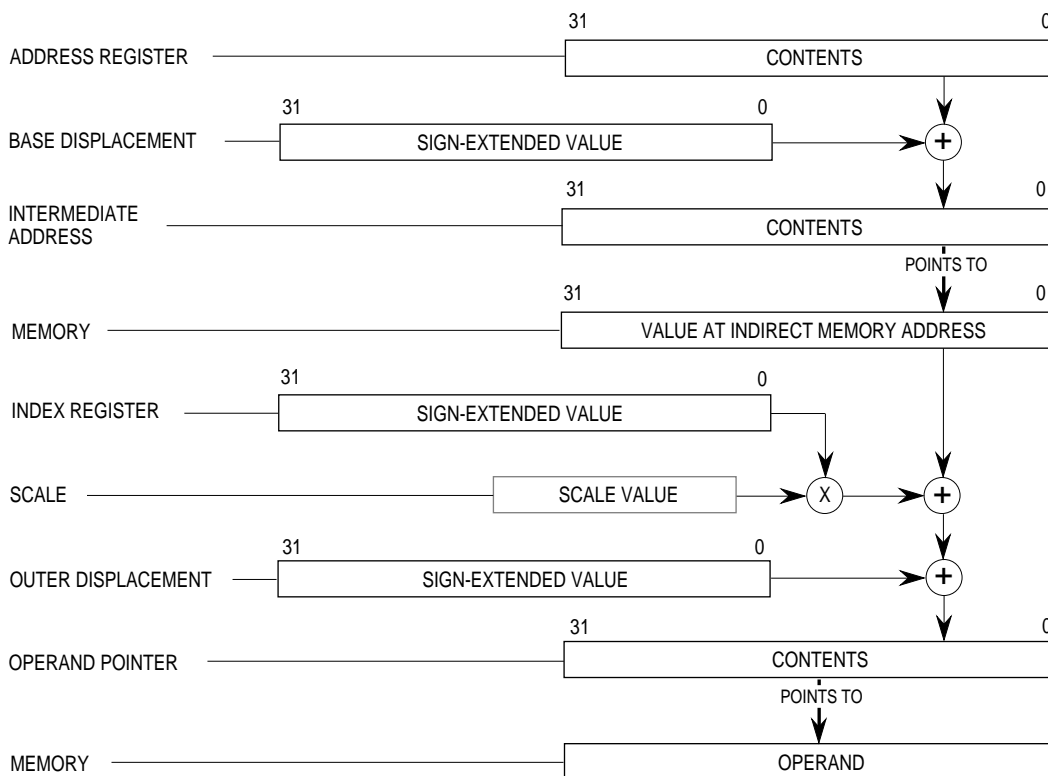 31 0
ADDRESS REGISTER CONTENTS
31 0
BASE DISPLACEMENT SIGN-EXTENDED VALUE +
31 0
INTERMEDIATE
ADDRESS CONTENTS
POINTS TO
31 0
MEMORY VALUE AT INDIRECT MEMORY ADDRESS
31 0
INDEX REGISTER SIGN-EXTENDED VALUE
SCALE SCALE VALUE X +
31 0
OUTER DISPLACEMENT SIGN-EXTENDED VALUE +
31 0
OPERAND POINTER CONTENTS
POINTS TO
MEMORY OPERAND